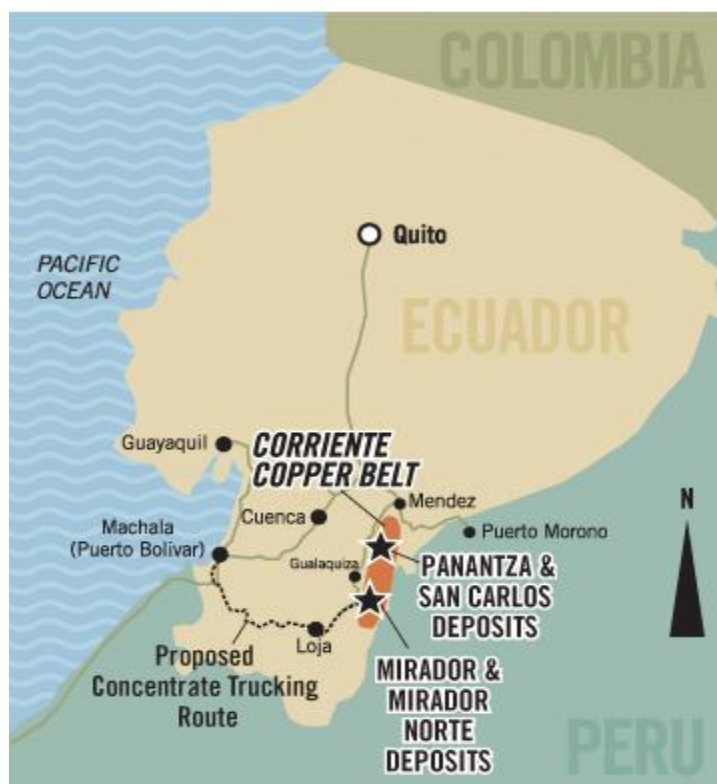 COLOMBIA
Quito
PACIFIC
OCEAN
ECUADOR
Guayaquil
CORRIENTE
COPPER BELT
Mendez
N
Cuenca
Machala
(Puerto Bolivar)
Puerto Morono
Gualaquiza
PANANTZA &
SAN CARLOS
DEPOSITS
Loja
Proposed
Concentrate Trucking
Route
MIRADOR &
MIRADOR
NORTE
DEPOSITS
PERU